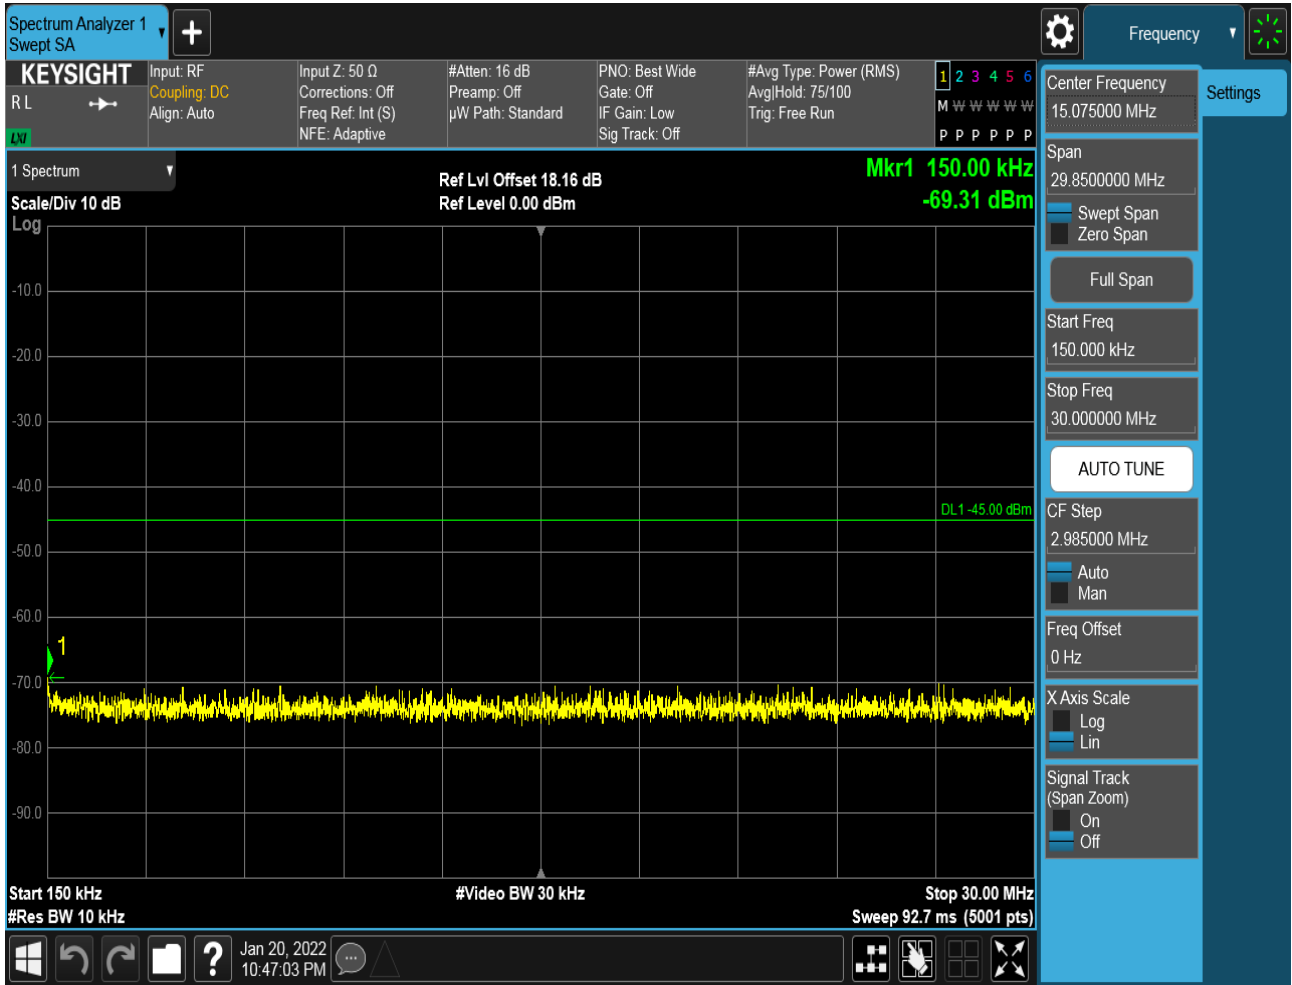 Spectrum Analyzer 1
Swept SA
Frequency
KEYSIGHT
R L
LXI
Input: RF
Coupling: DC
Align: Auto
Input Z: 50 Ω
Corrections: Off
Freq Ref: Int (S)
NFE: Adaptive
#Atten: 16 dB
Preamp: Off
µW Path: Standard
PNO: Best Wide
Gate: Off
IF Gain: Low
Sig Track: Off
#Avg Type: Power (RMS)
Avg|Hold: 75/100
Trig: Free Run
1 2 3 4 5 6
M W W W W W
P P P P P P
1 Spectrum
Scale/Div 10 dB
Log
Ref Lvl Offset 18.16 dB
Ref Level 0.00 dBm
Mkr1 150.00 kHz
-69.31 dBm
-10.0
-20.0
-30.0
-40.0
DL1 -45.00 dBm
-50.0
-60.0
1
-70.0
-80.0
-90.0
Start 150 kHz
#Video BW 30 kHz
Stop 30.00 MHz
#Res BW 10 kHz
Sweep 92.7 ms (5001 pts)
?
Jan 20, 2022
10:47:03 PM
Center Frequency
15.075000 MHz
Settings
Span
29.8500000 MHz
Swept Span
Zero Span
Full Span
Start Freq
150.000 kHz
Stop Freq
30.000000 MHz
AUTO TUNE
CF Step
2.985000 MHz
Auto
Man
Freq Offset
0 Hz
X Axis Scale
Log
Lin
Signal Track
(Span Zoom)
On
Off